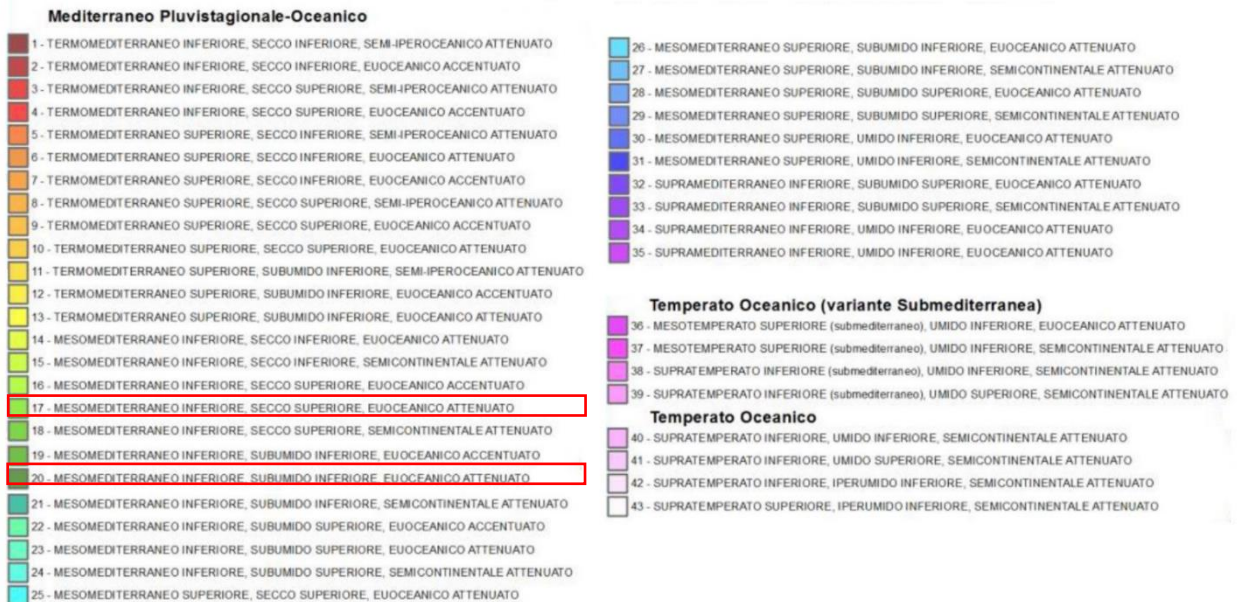 Mediterraneo Pluvistagionale-Oceanico
1 - TERMOMEDITERRANEO INFERIORE, SECCO INFERIORE, SEMI-IPEROCEANICO ATTENUATO
2 - TERMOMEDITERRANEO INFERIORE, SECCO INFERIORE, EUOCEANICO ACCENTUATO
3 - TERMOMEDITERRANEO INFERIORE, SECCO SUPERIORE, SEMI-IPEROCEANICO ATTENUATO
4 - TERMOMEDITERRANEO INFERIORE, SECCO SUPERIORE, EUOCEANICO ACCENTUATO
5 - TERMOMEDITERRANEO SUPERIORE, SECCO INFERIORE, SEMI-IPEROCEANICO ATTENUATO
6 - TERMOMEDITERRANEO SUPERIORE, SECCO INFERIORE, EUOCEANICO ATTENUATO
7 - TERMOMEDITERRANEO SUPERIORE, SECCO INFERIORE, EUOCEANICO ACCENTUATO
8 - TERMOMEDITERRANEO SUPERIORE, SECCO SUPERIORE, SEMI-IPEROCEANICO ATTENUATO
9 - TERMOMEDITERRANEO SUPERIORE, SECCO SUPERIORE, EUOCEANICO ACCENTUATO
10 - TERMOMEDITERRANEO SUPERIORE, SECCO SUPERIORE, EUOCEANICO ATTENUATO
11 - TERMOMEDITERRANEO SUPERIORE, SUBUMIDO INFERIORE, SEMI-IPEROCEANICO ATTENUATO
12 - TERMOMEDITERRANEO SUPERIORE, SUBUMIDO INFERIORE, EUOCEANICO ACCENTUATO
13 - TERMOMEDITERRANEO SUPERIORE, SUBUMIDO INFERIORE, EUOCEANICO ATTENUATO
14 - MESOMEDITERRANEO INFERIORE, SECCO INFERIORE, EUOCEANICO ATTENUATO
15 - MESOMEDITERRANEO INFERIORE, SECCO INFERIORE, SEMICONTINENTALE ATTENUATO
16 - MESOMEDITERRANEO INFERIORE, SECCO SUPERIORE, EUOCEANICO ACCENTUATO
17 - MESOMEDITERRANEO INFERIORE, SECCO SUPERIORE, EUOCEANICO ATTENUATO
18 - MESOMEDITERRANEO INFERIORE, SECCO SUPERIORE, SEMICONTINENTALE ATTENUATO
19 - MESOMEDITERRANEO INFERIORE, SUBUMIDO INFERIORE, EUOCEANICO ACCENTUATO
20 - MESOMEDITERRANEO INFERIORE, SUBUMIDO INFERIORE, EUOCEANICO ATTENUATO
21 - MESOMEDITERRANEO INFERIORE, SUBUMIDO INFERIORE, SEMICONTINENTALE ATTENUATO
22 - MESOMEDITERRANEO INFERIORE, SUBUMIDO SUPERIORE, EUOCEANICO ACCENTUATO
23 - MESOMEDITERRANEO INFERIORE, SUBUMIDO SUPERIORE, EUOCEANICO ATTENUATO
24 - MESOMEDITERRANEO INFERIORE, SUBUMIDO SUPERIORE, SEMICONTINENTALE ATTENUATO
25 - MESOMEDITERRANEO SUPERIORE, SECCO SUPERIORE, EUOCEANICO ATTENUATO
26 - MESOMEDITERRANEO SUPERIORE, SUBUMIDO INFERIORE, EUOCEANICO ATTENUATO
27 - MESOMEDITERRANEO SUPERIORE, SUBUMIDO INFERIORE, SEMICONTINENTALE ATTENUATO
28 - MESOMEDITERRANEO SUPERIORE, SUBUMIDO SUPERIORE, EUOCEANICO ATTENUATO
29 - MESOMEDITERRANEO SUPERIORE, SUBUMIDO SUPERIORE, SEMICONTINENTALE ATTENUATO
30 - MESOMEDITERRANEO SUPERIORE, UMIDO INFERIORE, EUOCEANICO ATTENUATO
31 - MESOMEDITERRANEO SUPERIORE, UMIDO INFERIORE, SEMICONTINENTALE ATTENUATO
32 - SUPRAMEDITERRANEO INFERIORE, SUBUMIDO SUPERIORE, EUOCEANICO ATTENUATO
33 - SUPRAMEDITERRANEO INFERIORE, SUBUMIDO SUPERIORE, SEMICONTINENTALE ATTENUATO
34 - SUPRAMEDITERRANEO INFERIORE, UMIDO INFERIORE, EUOCEANICO ATTENUATO
35 - SUPRAMEDITERRANEO INFERIORE, UMIDO INFERIORE, EUOCEANICO ATTENUATO
Temperato Oceanico (variante Submediterranea)
36 - MESOTEMPERATO SUPERIORE (submediterraneo), UMIDO INFERIORE, EUOCEANICO ATTENUATO
37 - MESOTEMPERATO SUPERIORE (submediterraneo), UMIDO INFERIORE, SEMICONTINENTALE ATTENUATO
38 - SUPRATEMPERATO INFERIORE (submediterraneo), UMIDO INFERIORE, SEMICONTINENTALE ATTENUATO
39 - SUPRATEMPERATO INFERIORE (submediterraneo), UMIDO SUPERIORE, SEMICONTINENTALE ATTENUATO
Temperato Oceanico
40 - SUPRATEMPERATO INFERIORE, UMIDO INFERIORE, SEMICONTINENTALE ATTENUATO
41 - SUPRATEMPERATO INFERIORE, UMIDO SUPERIORE, SEMICONTINENTALE ATTENUATO
42 - SUPRATEMPERATO INFERIORE, IPERUMIDO INFERIORE, SEMICONTINENTALE ATTENUATO
43 - SUPRATEMPERATO SUPERIORE, IPERUMIDO INFERIORE, SEMICONTINENTALE ATTENUATO